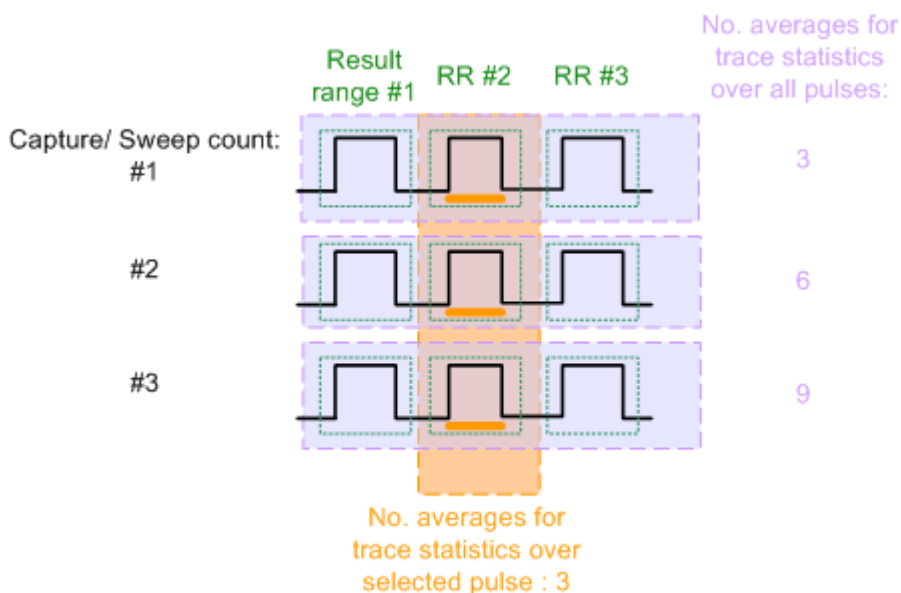 No. averages for
trace statistics
over all pulses:
Result
range #1
RR #2
RR #3
Capture/ Sweep count:
#1
3
#2
6
#3
9
No. averages for
trace statistics over
selected pulse : 3